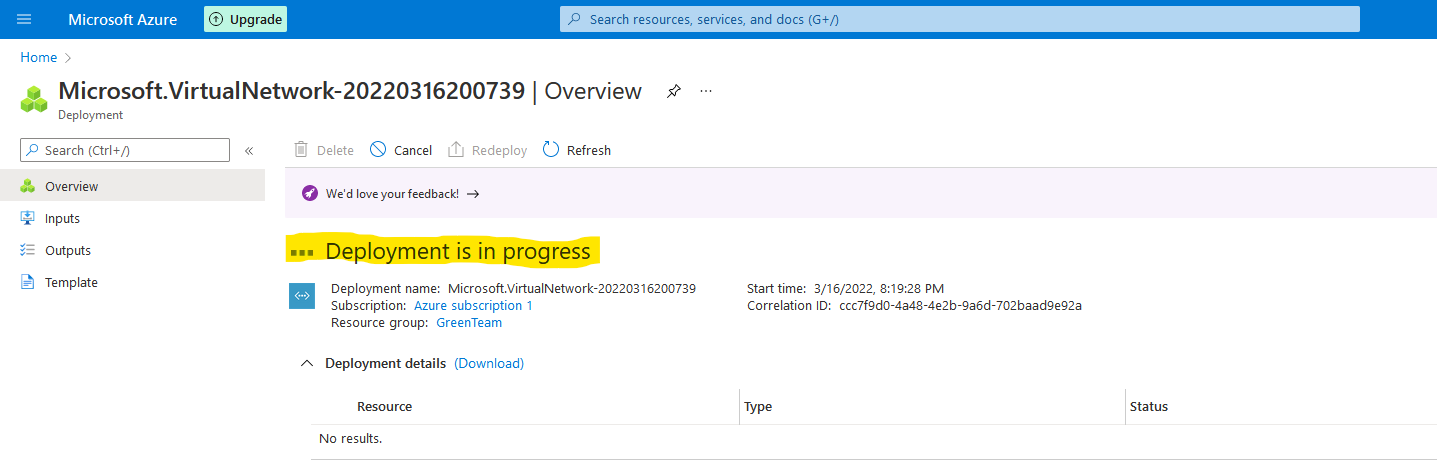 Microsoft Azure Upgrade Search resources, services, and docs (G+/)
Home
Microsoft.VirtualNetwork-20220316200739 | Overview ...
Deployment
Search (Ctrl+/) « Delete Cancel Redeploy Refresh
Overview
Inputs
Outputs
Template
We'd love your feedback! →
Deployment is in progress
Deployment name: Microsoft.VirtualNetwork-20220316200739
Subscription: Azure subscription 1
Resource group: GreenTeam
Start time: 3/16/2022, 8:19:28 PM
Correlation ID: ccc7f9d0-4a48-4e2b-9a6d-702baad9e92a
Deployment details (Download)
Resource Type Status
No results.